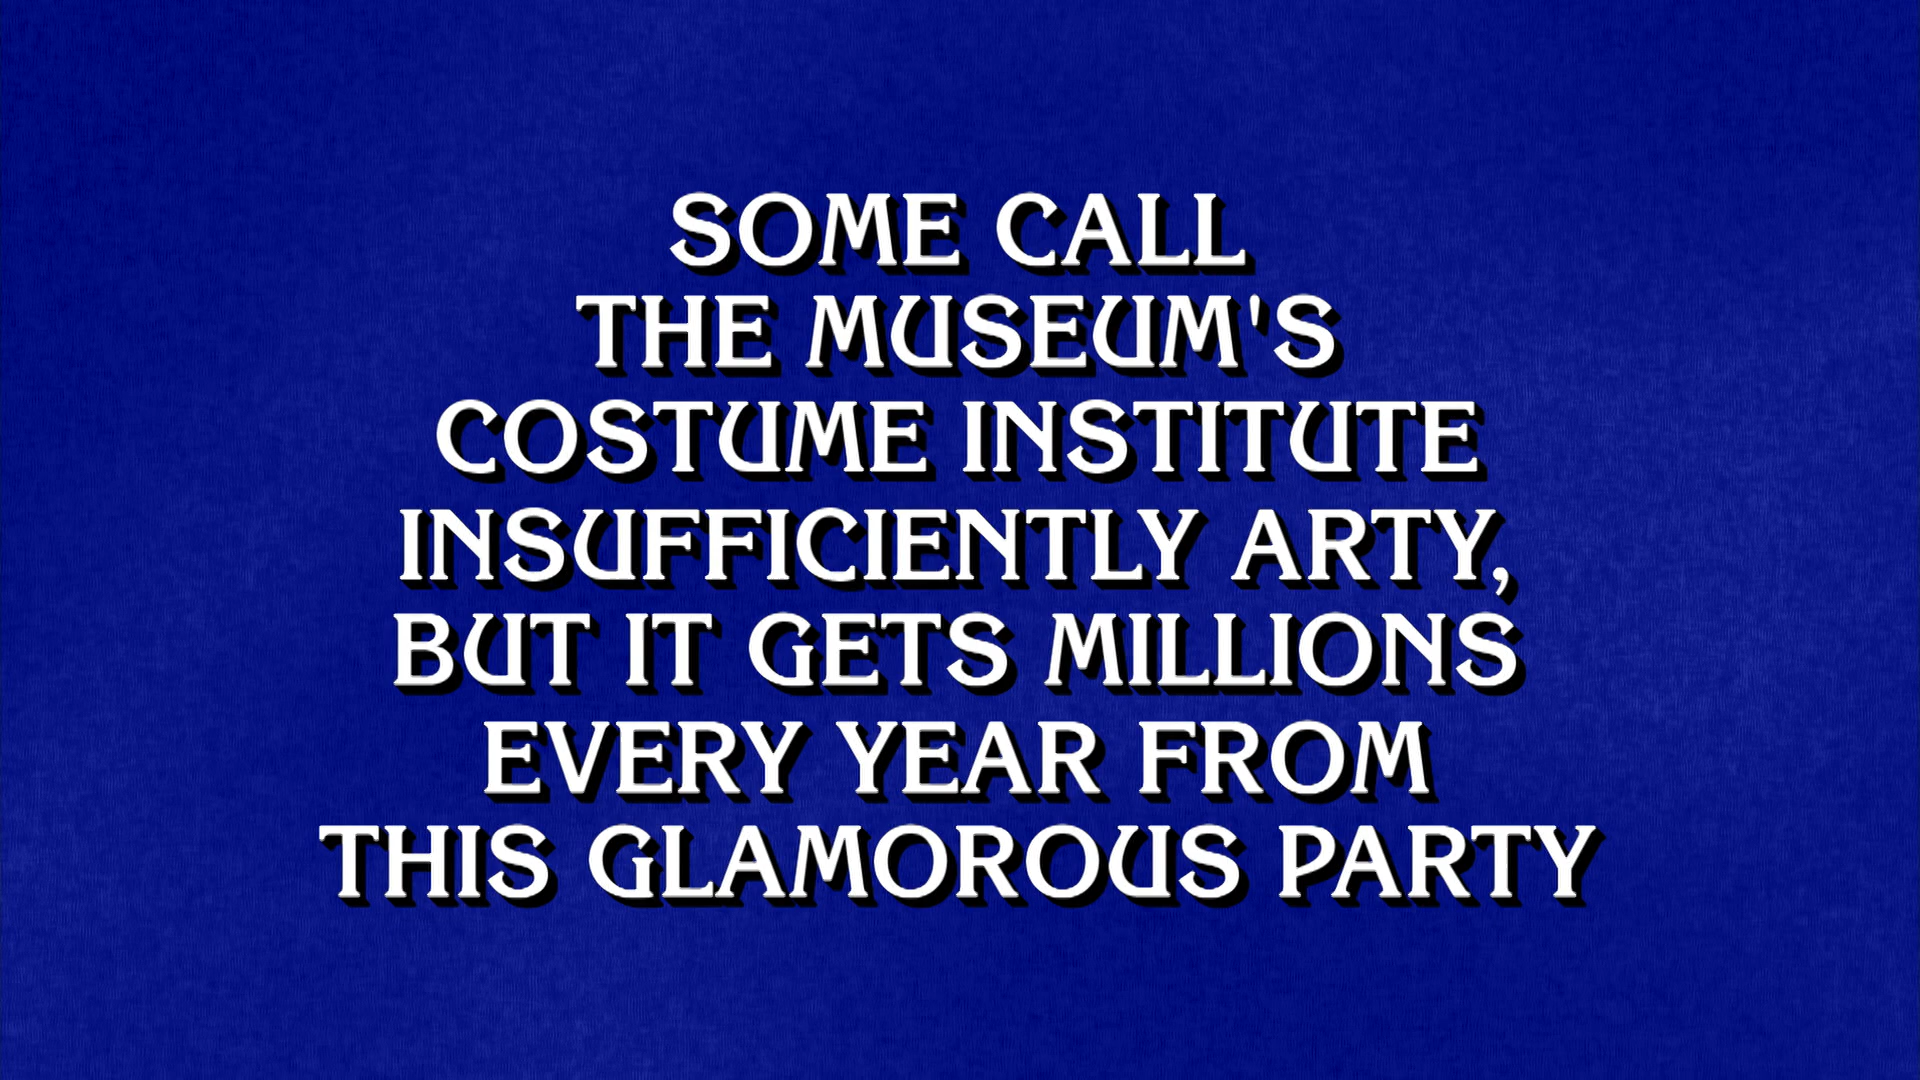 SOME CALL
THE MUSEUM'S
COSTUME INSTITUTE
INSUFFICIENTLY ARTY,
BUT IT GETS MILLIONS
EVERY YEAR FROM
THIS GLAMOROUS PARTY